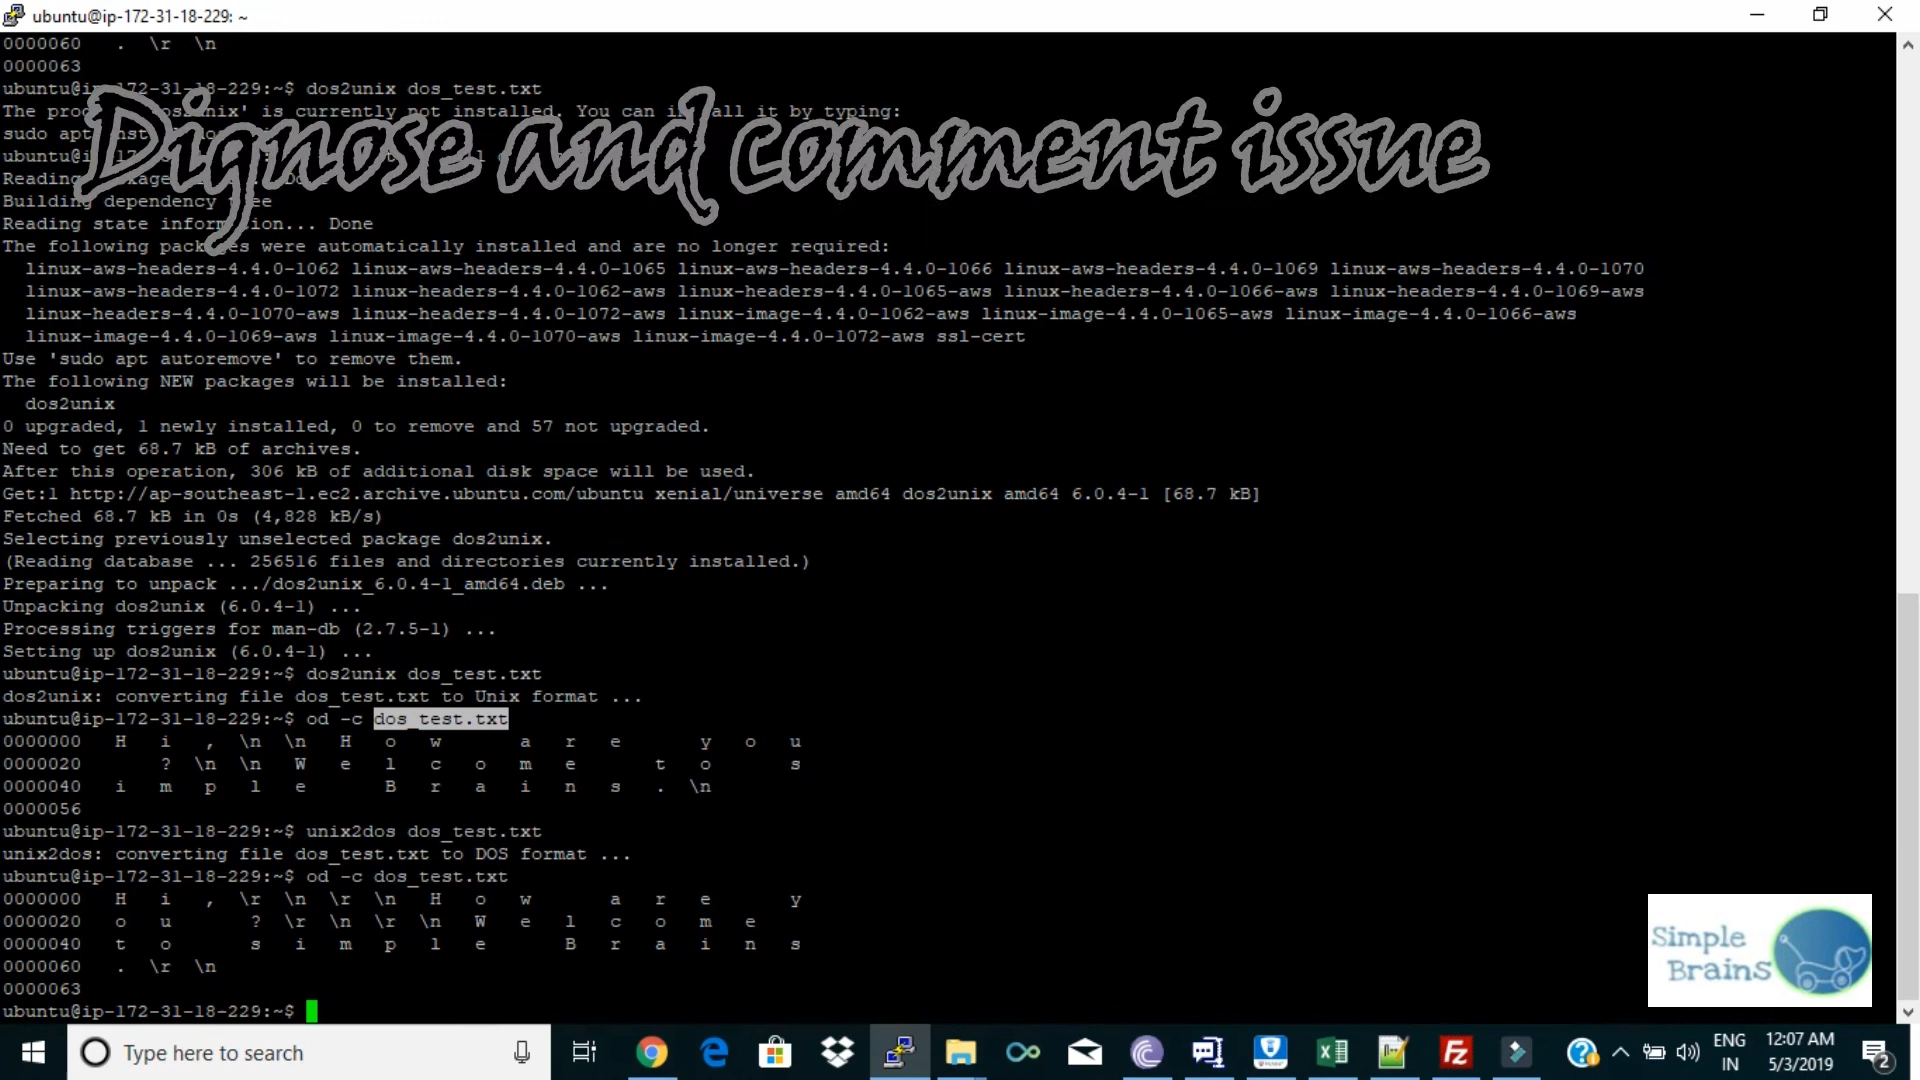 ubuntu@ip-172-31-18-229: ~
0000060 . \r \n
0000063
ubuntu@ip-172-31-18-229:~$ dos2unix dos_test.txt
Dignose and comment issue
is currently not installed. You can install it by typing:
sudo apt
Reading
Building dependency tree
Reading state information... Done
The following packages were automatically installed and are no longer required:
linux-aws-headers-4.4.0-1062 linux-aws-headers-4.4.0-1065 linux-aws-headers-4.4.0-1066 linux-aws-headers-4.4.0-1069 linux-aws-headers-4.4.0-1070
linux-aws-headers-4.4.0-1072 linux-headers-4.4.0-1062-aws linux-headers-4.4.0-1065-aws linux-headers-4.4.0-1066-aws linux-headers-4.4.0-1069-aws
linux-headers-4.4.0-1070-aws linux-headers-4.4.0-1072-aws linux-image-4.4.0-1062-aws linux-image-4.4.0-1065-aws linux-image-4.4.0-1066-aws
linux-image-4.4.0-1069-aws linux-image-4.4.0-1070-aws linux-image-4.4.0-1072-aws ssl-cert
Use 'sudo apt autoremove' to remove them.
The following NEW packages will be installed:
dos2unix
0 upgraded, 1 newly installed, 0 to remove and 57 not upgraded.
Need to get 68.7 kB of archives.
After this operation, 306 kB of additional disk space will be used.
Get:1 http://ap-southeast-1.ec2.archive.ubuntu.com/ubuntu xenial/universe amd64 dos2unix amd64 6.0.4-1 [68.7 kB]
Fetched 68.7 kB in 0s (4,828 kB/s)
Selecting previously unselected package dos2unix.
(Reading database ... 256516 files and directories currently installed.)
Preparing to unpack .../dos2unix_6.0.4-1_amd64.deb ...
Unpacking dos2unix (6.0.4-1) ...
Processing triggers for man-db (2.7.5-1) ...
Setting up dos2unix (6.0.4-1) ...
ubuntu@ip-172-31-18-229:~$ dos2unix dos_test.txt
dos2unix: converting file dos_test.txt to Unix format ...
ubuntu@ip-172-31-18-229:~$ od -c dos_test.txt
0000000 H i , \n \n H o w a r e y o u
0000020 ? \n \n W e l c o m e t o s
0000040 i m p l e B r a i n s . \n
0000056
ubuntu@ip-172-31-18-229:~$ unix2dos dos_test.txt
unix2dos: converting file dos_test.txt to DOS format ...
ubuntu@ip-172-31-18-229:~$ od -c dos_test.txt
0000000 H i , \r \n \r \n H o w a r e y
0000020 o u ? \r \n \r \n W e l c o m e
0000040 t o s i m p l e B r a i n s
0000060 . \r \n
0000063
ubuntu@ip-172-31-18-229:~$
Simple
Brains
Type here to search
ENG
IN
12:07 AM
5/3/2019
2